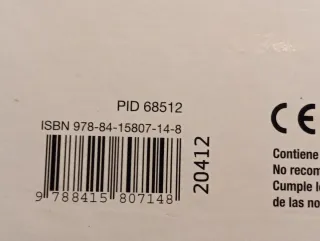 PID 68512
ISBN 978-84-15807-14-8
9 788415 807148
20412
CE
Contiene
No recom
Cumple l
de las no